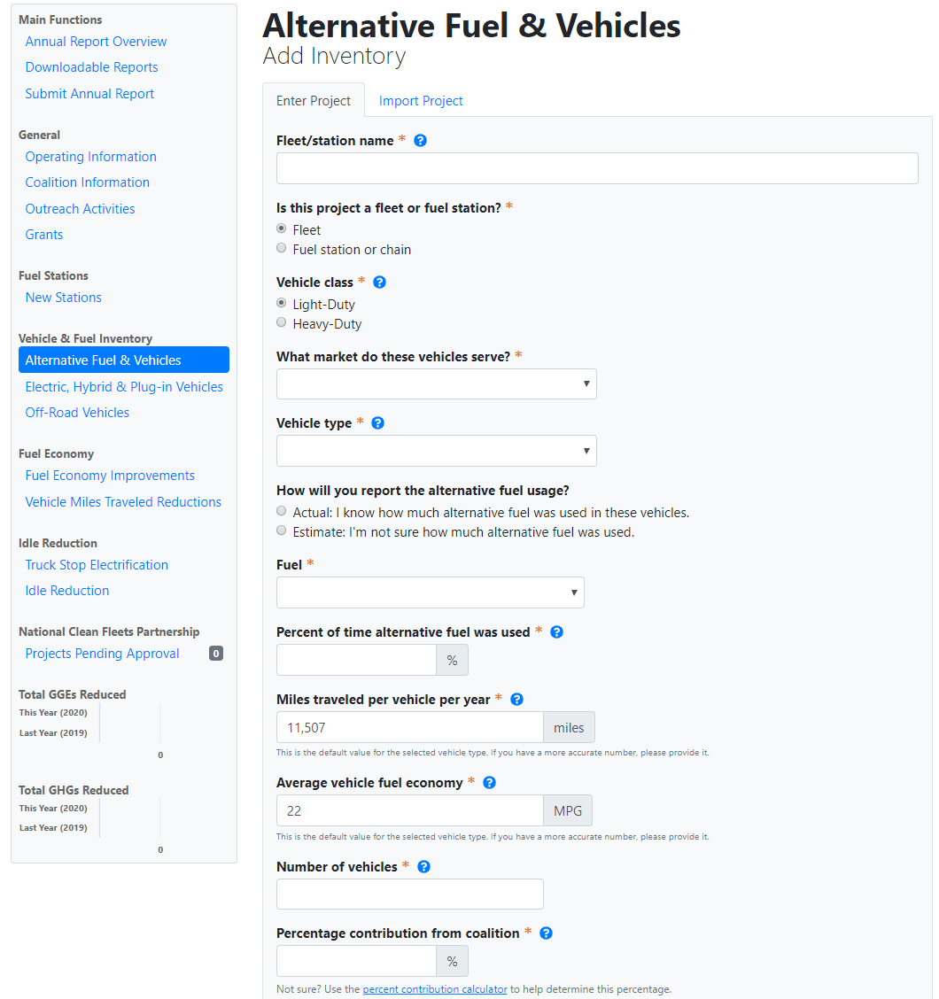 Main Functions
Annual Report Overview
Downloadable Reports
Submit Annual Report
General
Operating Information
Coalition Information
Outreach Activities
Grants
Fuel Stations
New Stations
Vehicle & Fuel Inventory
Alternative Fuel & Vehicles
Electric, Hybrid & Plug-in Vehicles
Off-Road Vehicles
Fuel Economy
Fuel Economy Improvements
Vehicle Miles Traveled Reductions
Idle Reduction
Truck Stop Electrification
Idle Reduction
National Clean Fleets Partnership
Projects Pending Approval 0
Total GGEs Reduced
This Year (2020)
Last Year (2019)
0
Total GHGs Reduced
This Year (2020)
Last Year (2019)
0
Alternative Fuel & Vehicles
Add Inventory
Enter Project Import Project
Fleet/station name * ?
Is this project a fleet or fuel station? *
Fleet
Fuel station or chain
Vehicle class * ?
Light-Duty
Heavy-Duty
What market do these vehicles serve? *
Vehicle type * ?
How will you report the alternative fuel usage?
Actual: I know how much alternative fuel was used in these vehicles.
Estimate: I'm not sure how much alternative fuel was used.
Fuel *
Percent of time alternative fuel was used * ?
%
Miles traveled per vehicle per year * ?
11,507 miles
This is the default value for the selected vehicle type. If you have a more accurate number, please provide it.
Average vehicle fuel economy * ?
22 MPG
This is the default value for the selected vehicle type. If you have a more accurate number, please provide it.
Number of vehicles * ?
Percentage contribution from coalition * ?
%
Not sure? Use the percent contribution calculator to help determine this percentage.